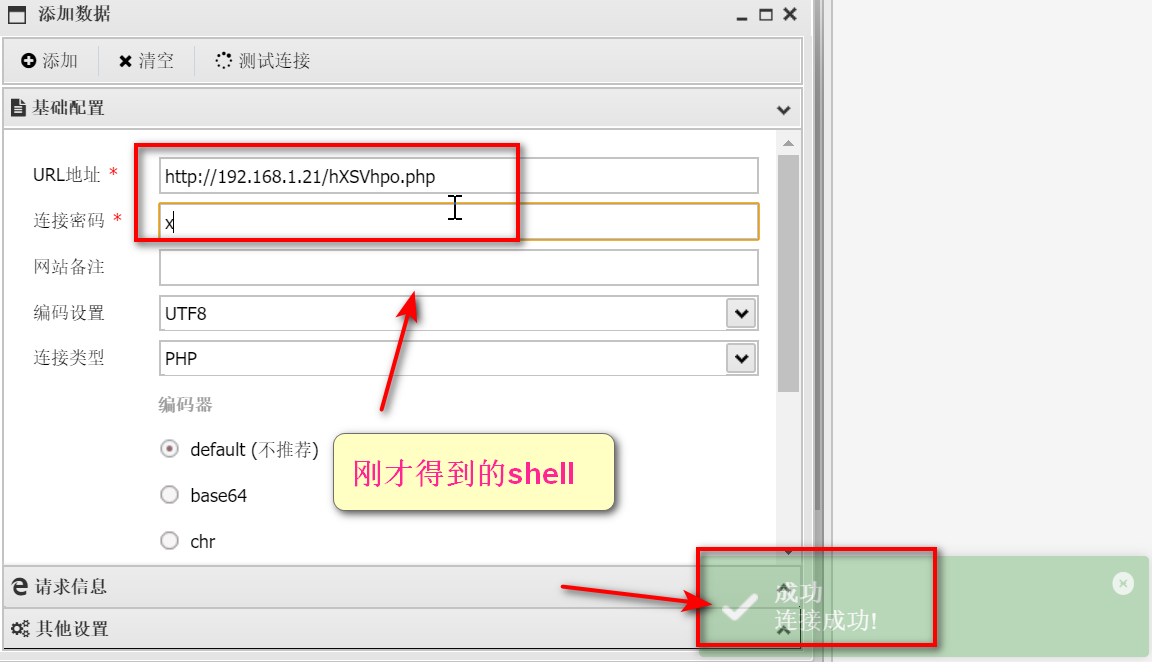 添加数据
添加 清空 测试连接
基础配置
URL地址 * http://192.168.1.21/hXSVhpo.php
连接密码 * x
网站备注
编码设置 UTF8
连接类型 PHP
编码器
default (不推荐)
刚才得到的shell
base64
chr
请求信息
成功
连接成功!
其他设置